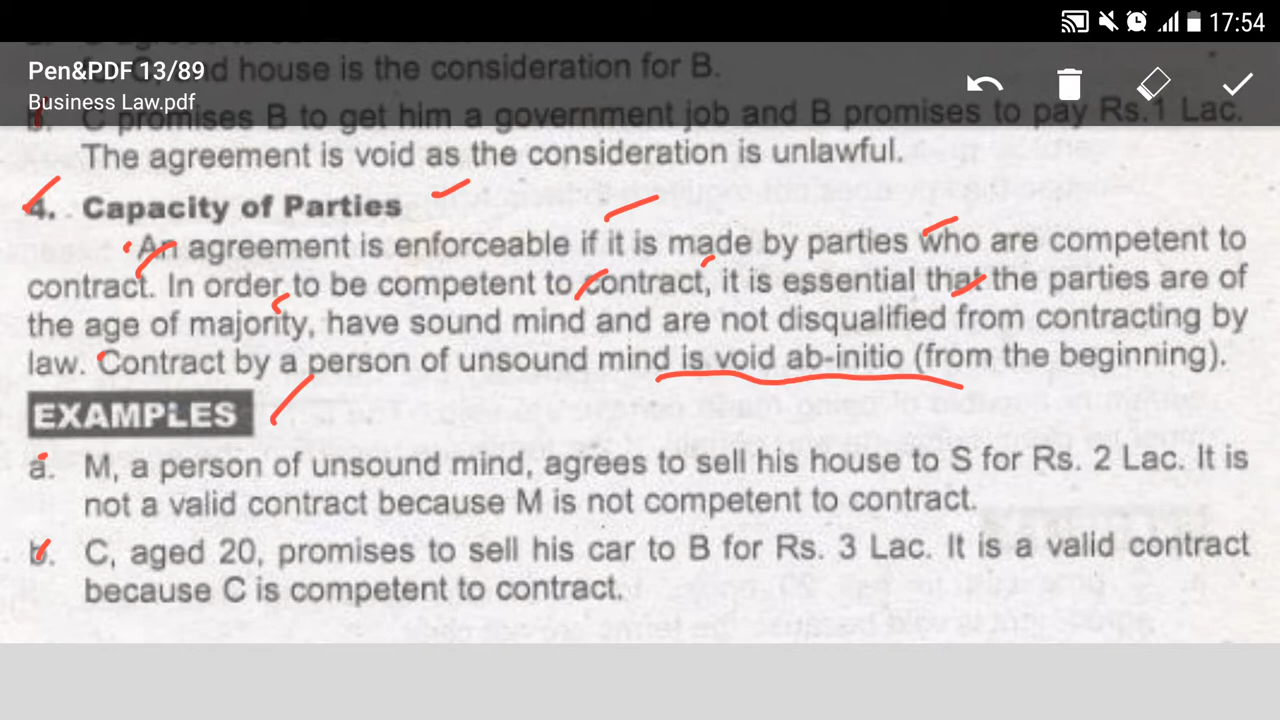 17:54
Pen&PDF 13/89
Business Law.pdf
and house is the consideration for B.
C promises B to get him a government job and B promises to pay Rs.1 Lac.
The agreement is void as the consideration is unlawful.
4. Capacity of Parties
An agreement is enforceable if it is made by parties who are competent to
contract. In order to be competent to contract, it is essential that the parties are of
the age of majority, have sound mind and are not disqualified from contracting by
law. Contract by a person of unsound mind is void ab-initio (from the beginning).
EXAMPLES
a. M, a person of unsound mind, agrees to sell his house to S for Rs. 2 Lac. It is
not a valid contract because M is not competent to contract.
b. C, aged 20, promises to sell his car to B for Rs. 3 Lac. It is a valid contract
because C is competent to contract.